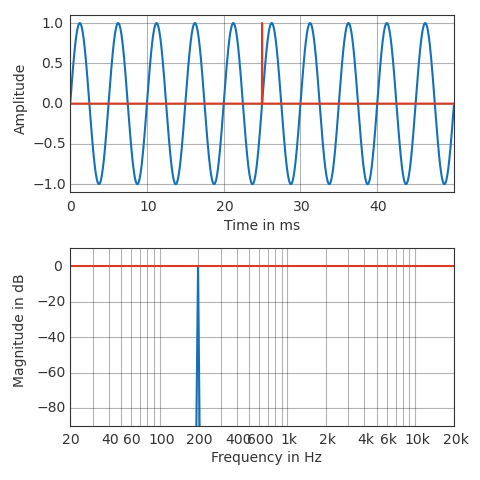 1.0
0.5
0.0
−0.5
−1.0
Amplitude
0 10 20 30 40
Time in ms
0
−20
−40
−60
−80
Magnitude in dB
20 40 60 100 200 400 600 1k 2k 4k 6k 10k 20k
Frequency in Hz